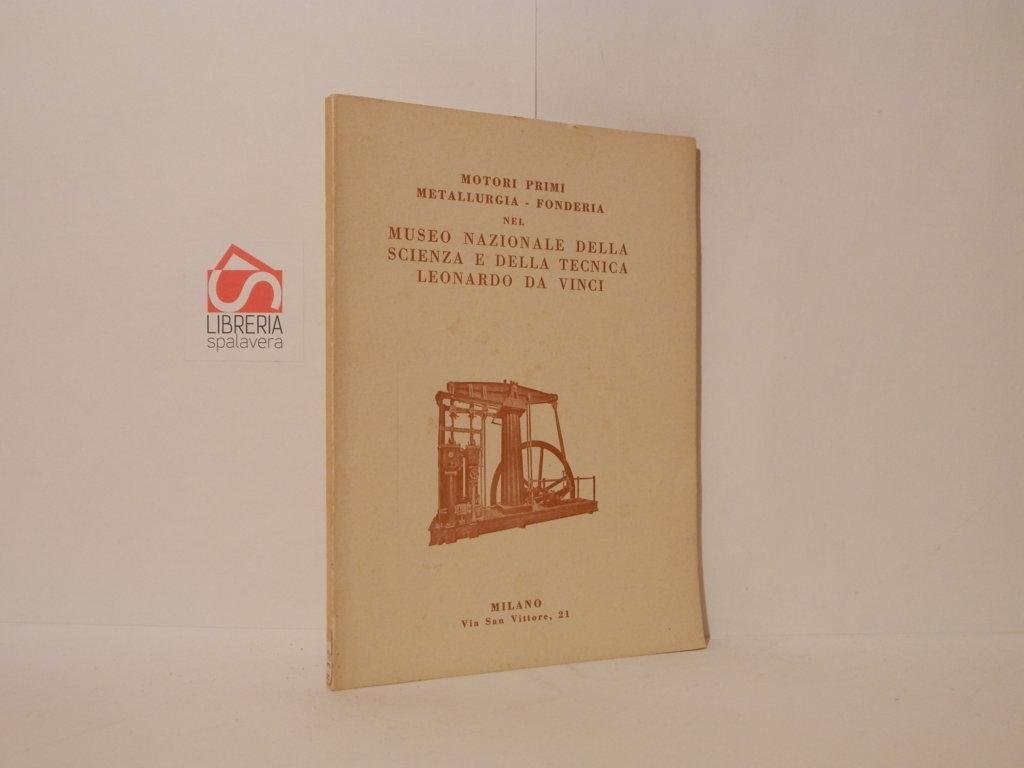 MOTORI PRIMI
METALLURGIA - FONDERIA
NEL
MUSEO NAZIONALE DELLA
SCIENZA E DELLA TECNICA
LEONARDO DA VINCI
MILANO
Via San Vittore, 21
LIBRERIA
spalavera